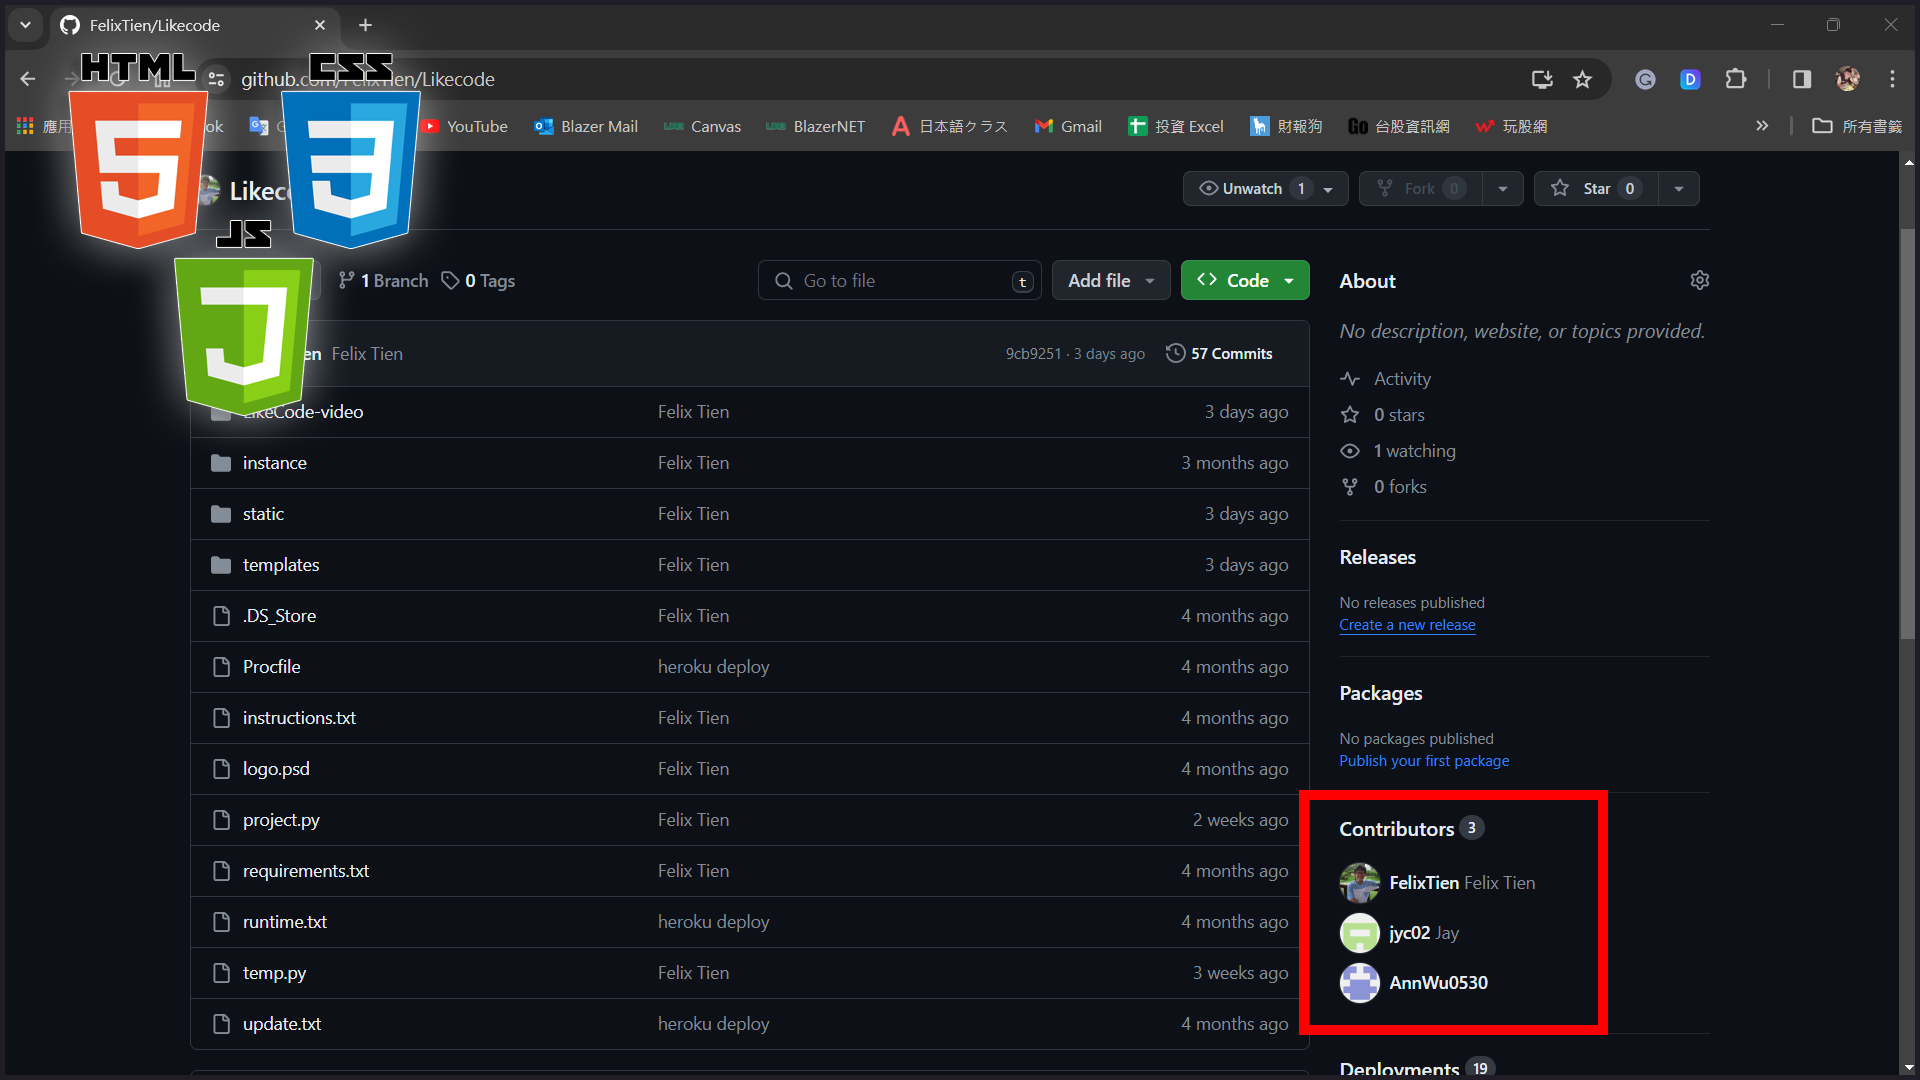 FelixTien/Likecode
HTML
CSS
github.com/FelixTien/Likecode
應用
YouTube
Blazer Mail
Canvas
BlazerNET
日本語クラス
Gmail
投資 Excel
財報狗
Go 台股資訊網
玩股網
所有書籤
Likec
Unwatch 1
Fork 0
Star 0
JS
1 Branch
0 Tags
Go to file t
Add file
Code
About
No description, website, or topics provided.
en Felix Tien
9cb9251 · 3 days ago
57 Commits
Activity
LikeCode-video Felix Tien 3 days ago
0 stars
instance Felix Tien 3 months ago
1 watching
0 forks
static Felix Tien 3 days ago
templates Felix Tien 3 days ago
Releases
No releases published
Create a new release
.DS_Store Felix Tien 4 months ago
Procfile heroku deploy 4 months ago
Packages
instructions.txt Felix Tien 4 months ago
No packages published
Publish your first package
logo.psd Felix Tien 4 months ago
project.py Felix Tien 2 weeks ago
Contributors 3
requirements.txt Felix Tien 4 months ago
FelixTien Felix Tien
runtime.txt heroku deploy 4 months ago
jyc02 Jay
temp.py Felix Tien 3 weeks ago
AnnWu0530
update.txt heroku deploy 4 months ago
Deployments 19